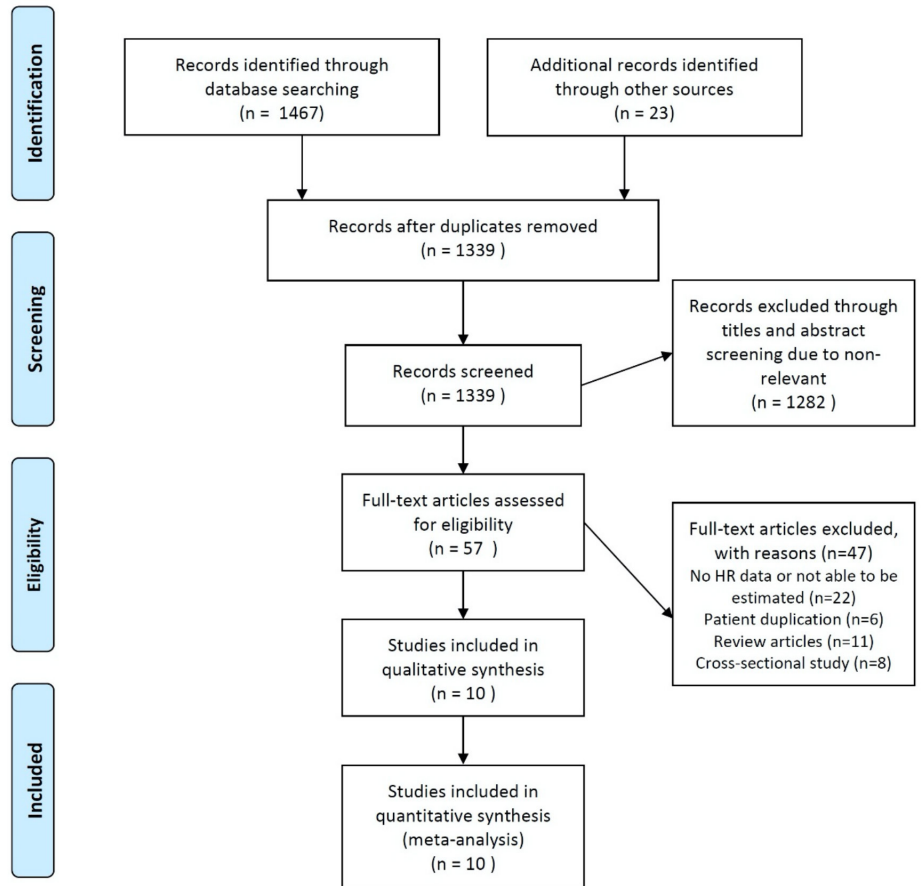 Identification
Records identified through
database searching
(n = 1467)
Additional records identified
through other sources
(n = 23)
Records after duplicates removed
(n = 1339 )
Screening
Records screened
(n = 1339 )
Records excluded through
titles and abstract
screening due to non-
relevant
(n = 1282 )
Eligibility
Full-text articles assessed
for eligibility
(n = 57 )
Full-text articles excluded,
with reasons (n=47)
No HR data or not able to be
estimated (n=22)
Patient duplication (n=6)
Review articles (n=11)
Cross-sectional study (n=8)
Studies included in
qualitative synthesis
(n = 10 )
Included
Studies included in
quantitative synthesis
(meta-analysis)
(n = 10 )